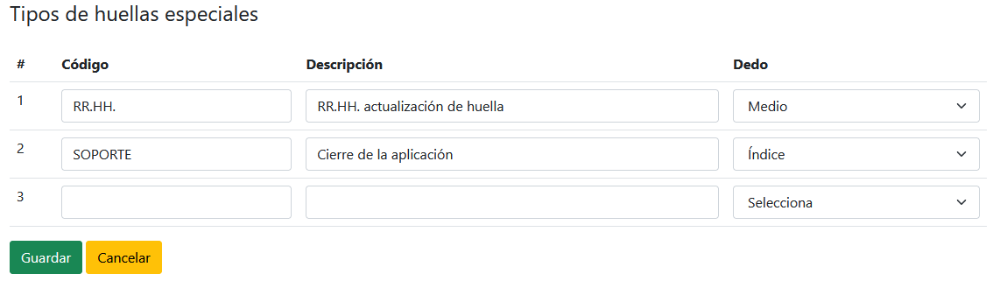 Tipos de huellas especiales
# Código Descripción Dedo
1 RR.HH. RR.HH. actualización de huella Medio
2 SOPORTE Cierre de la aplicación Índice
3 Selecciona
Guardar Cancelar